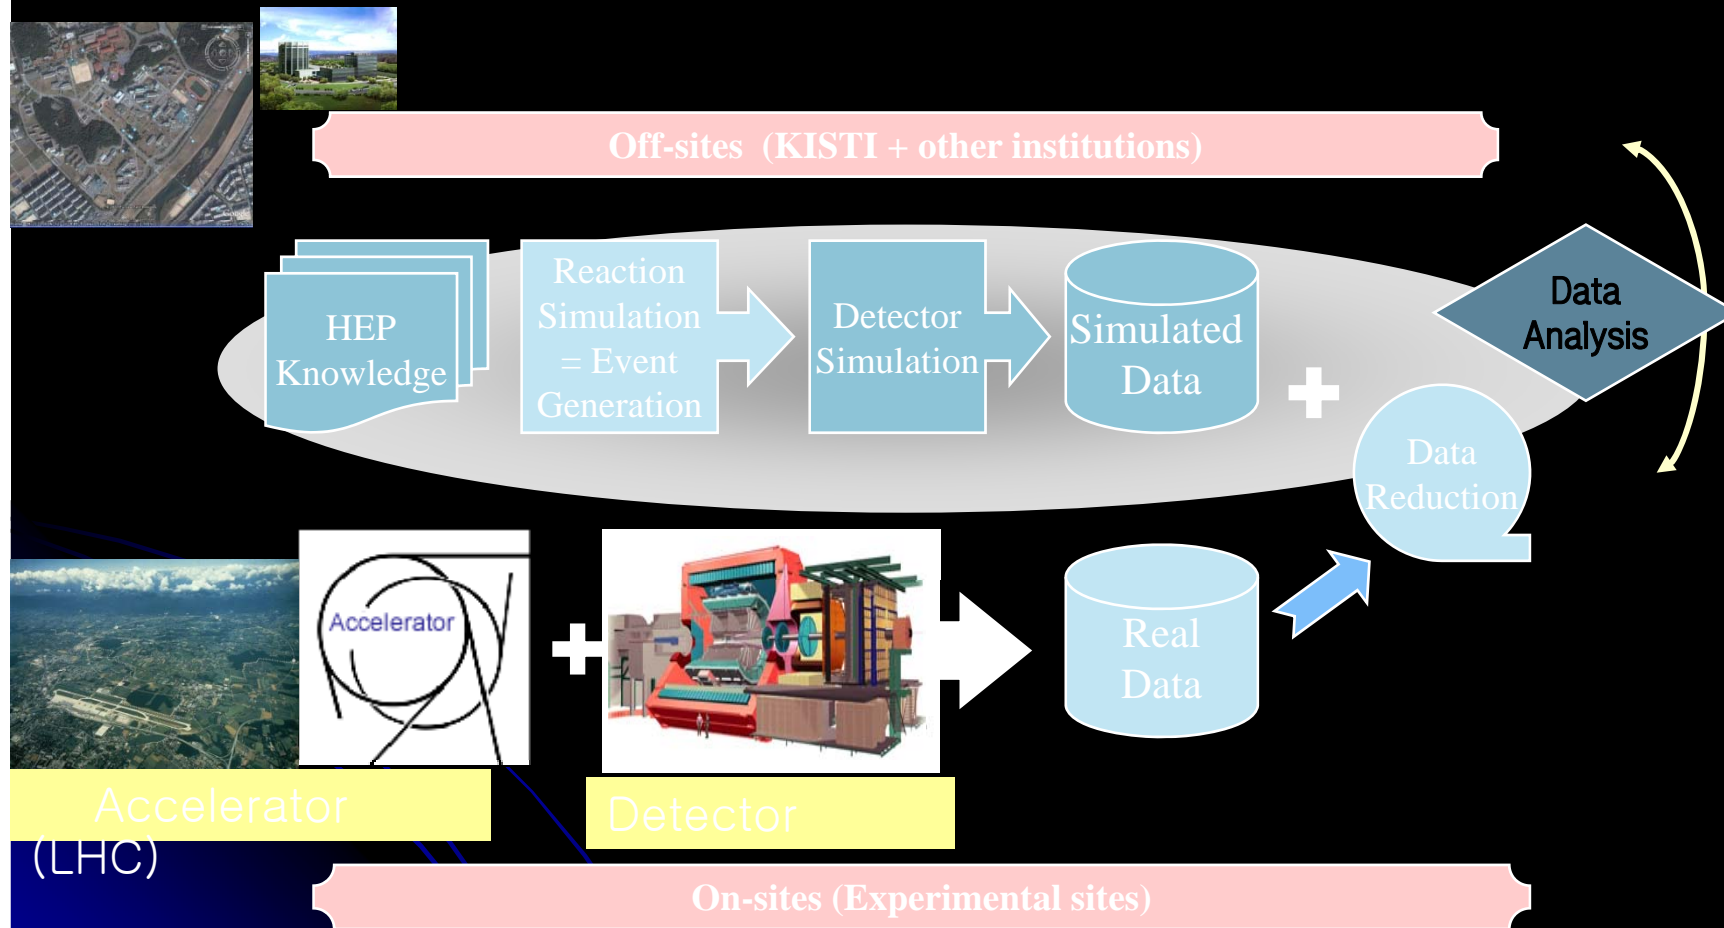 Off-sites (KISTI + other institutions)
HEP
Knowledge
Reaction
Simulation
= Event
Generation
Detector
Simulation
Simulated
Data
Data
Analysis
Data
Reduction
Accelerator
Real
Data
Accelerator
(LHC)
Detector
On-sites (Experimental sites)